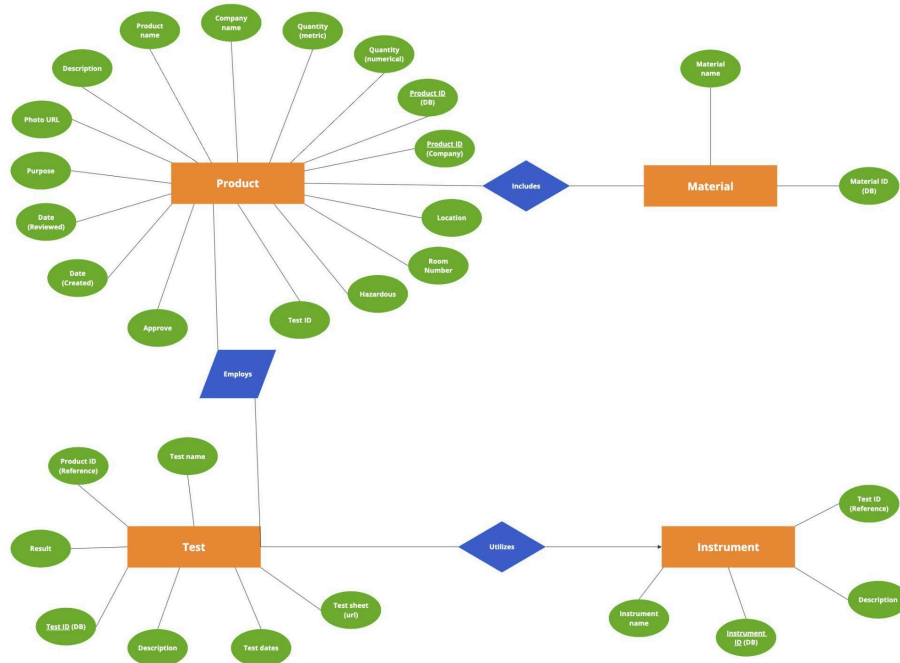 Company
name
Product
name
Quantity
(metric)
Quantity
(numerical)
Description
Product ID
(DB)
Photo URL
Product ID
(Company)
Purpose
Product
Location
Date
(Reviewed)
Room
Number
Date
(Created)
Hazardous
Approve
Test ID
Includes
Material
name
Material
Material ID
(DB)
Employs
Product ID
(Reference)
Test name
Result
Test
Test ID (DB)
Description
Test dates
Test sheet
(url)
Utilizes
Test ID
(Reference)
Instrument
Description
Instrument
name
Instrument
ID (DB)